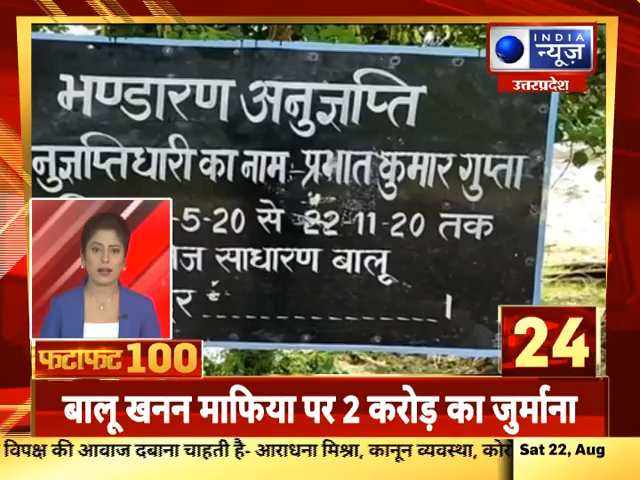 INDIA
न्यूज़
उत्तरप्रदेश
भण्डारण अनुज्ञप्ति
नुज्ञप्तिधारी का नाम:- प्रभात कुमार गुप्ता
-5-20 से 22-11-20 तक
ज साधारण बालू
फटाफट 100
24
बालू खनन माफिया पर 2 करोड़ का जुर्माना
विपक्ष की आवाज दबाना चाहती है- आराधना मिश्रा, कानून व्यवस्था, कोर
Sat 22, Aug